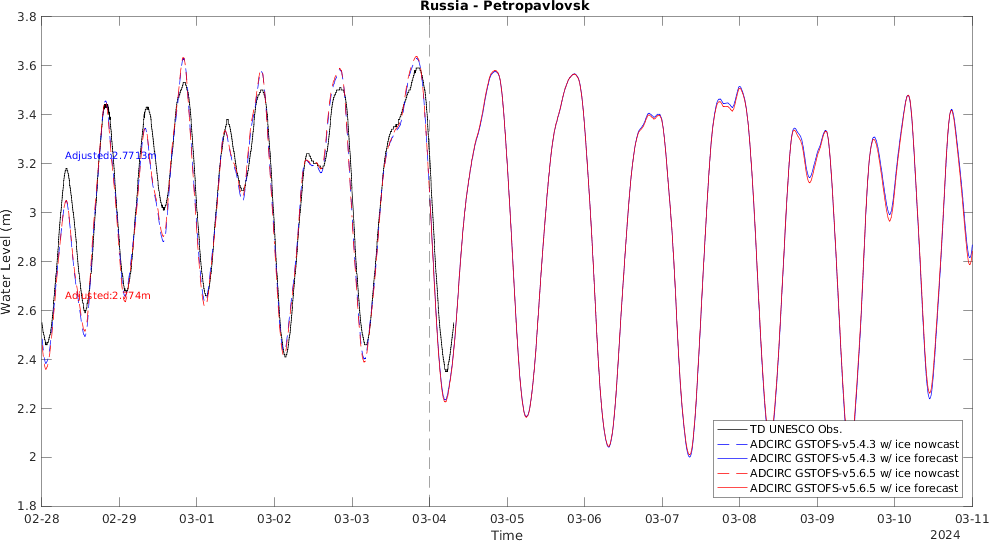 Russia - Petropavlovsk
Water Level (m)
3.8
3.6
3.4
3.2
3
2.8
2.6
2.4
2.2
2
1.8
Adjusted:2.7713m
TD UNESCO Obs.
ADCIRC GSTOFS-v5.4.3 w/ ice nowcast
ADCIRC GSTOFS-v5.4.3 w/ ice forecast
ADCIRC GSTOFS-v5.6.5 w/ ice nowcast
ADCIRC GSTOFS-v5.6.5 w/ ice forecast
02-28
02-29
03-01
03-02
03-03
03-04
03-05
03-06
03-07
03-08
03-09
03-10
03-11
Time
2024